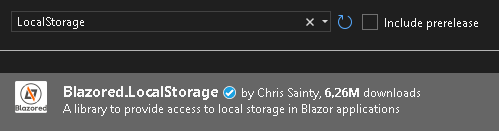 LocalStorage
Include prerelease
Blazored.LocalStorage by Chris Sainty, 6,26M downloads
Blazored
A library to provide access to local storage in Blazor applications